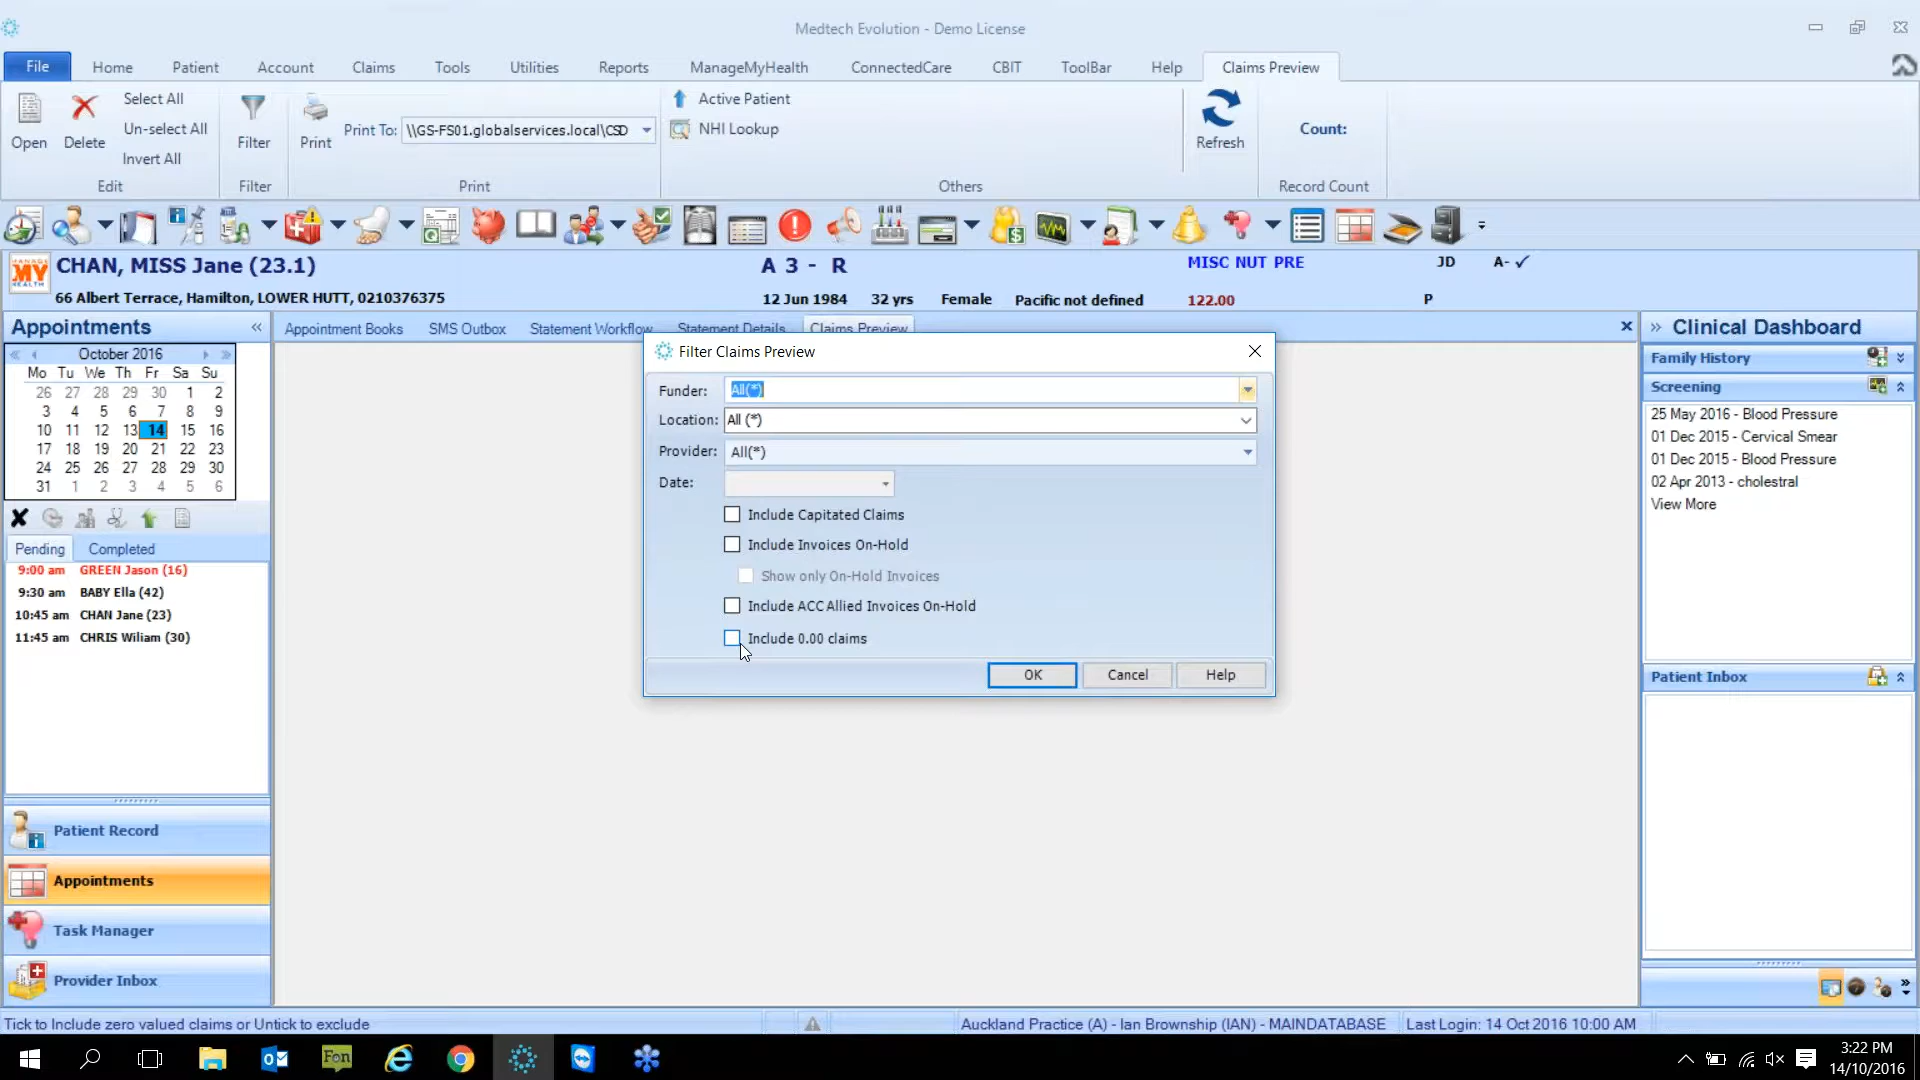 Medtech Evolution - Demo License
File Home Patient Account Claims Tools Utilities Reports ManageMyHealth ConnectedCare CBIT ToolBar Help Claims Preview
Open Delete Select All
Un-select All
Invert All
Edit
Filter
Filter
Print
Print To: \\GS-FS01.globalservices.local\CSD
Print
Active Patient
NHI Lookup
Others
Refresh
Count:
Record Count
MANAGE MY HEALTH
CHAN, MISS Jane (23.1)
A 3 - R
MISC NUT PRE
JD
A- ✓
66 Albert Terrace, Hamilton, LOWER HUTT, 0210376375
12 Jun 1984 32 yrs Female Pacific not defined
122.00
P
Appointments «
October 2016
Mo Tu We Th Fr Sa Su
26 27 28 29 30 1 2
3 4 5 6 7 8 9
10 11 12 13 14 15 16
17 18 19 20 21 22 23
24 25 26 27 28 29 30
31 1 2 3 4 5 6
Pending Completed
9:00 am GREEN Jason (16)
9:30 am BABY Ella (42)
10:45 am CHAN Jane (23)
11:45 am CHRIS Wiliam (30)
Patient Record
Appointments
Task Manager
Provider Inbox
Appointment Books SMS Outbox Statement Workflow Statement Details Claims Preview
Filter Claims Preview
Funder: All(*)
Location: All (*)
Provider: All(*)
Date:
Include Capitated Claims
Include Invoices On-Hold
Show only On-Hold Invoices
Include ACC Allied Invoices On-Hold
Include 0.00 claims
OK Cancel Help
» Clinical Dashboard
Family History
Screening
25 May 2016 - Blood Pressure
01 Dec 2015 - Cervical Smear
01 Dec 2015 - Blood Pressure
02 Apr 2013 - cholestral
View More
Patient Inbox
Tick to Include zero valued claims or Untick to exclude
Auckland Practice (A) - Ian Brownship (IAN) - MAINDATABASE
Last Login: 14 Oct 2016 10:00 AM
Fon
3:22 PM
14/10/2016